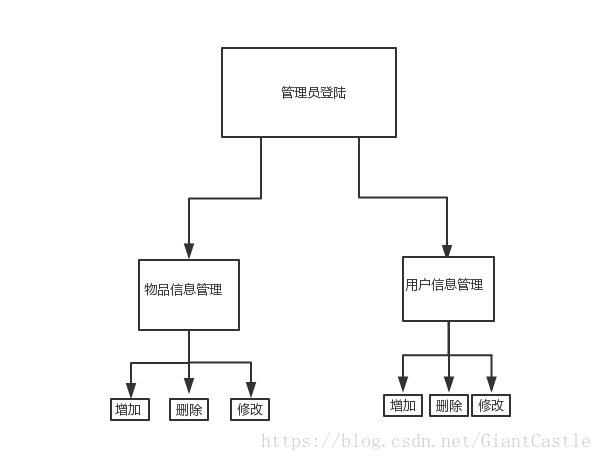 管理员登陆
物品信息管理
用户信息管理
增加
删除
修改
增加
删除
修改
https://blog.csdn.net/GiantCastle